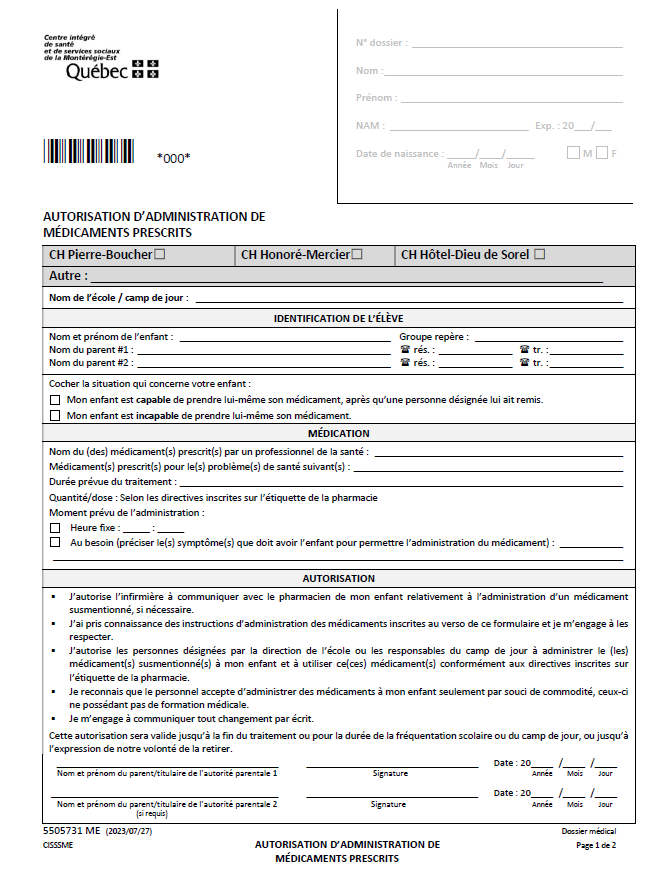 Centre intégré
de santé
et de services sociaux
de la Montérégie-Est
Québec
N° dossier :
Nom :
Prénom :
NAM : Exp. : 20___/___
Date de naissance : _____/____/_____ M F
Année Mois Jour
*000*
AUTORISATION D'ADMINISTRATION DE
MÉDICAMENTS PRESCRITS
CH Pierre-Boucher☐ CH Honoré-Mercier☐ CH Hôtel-Dieu de Sorel ☐
Autre :
Nom de l'école / camp de jour :
IDENTIFICATION DE L'ÉLÈVE
Nom et prénom de l'enfant : Groupe repère :
Nom du parent #1 : ☎ rés. : ☎ tr. :
Nom du parent #2 : ☎ rés. : ☎ tr. :
Cocher la situation qui concerne votre enfant :
☐ Mon enfant est capable de prendre lui-même son médicament, après qu'une personne désignée lui ait remis.
☐ Mon enfant est incapable de prendre lui-même son médicament.
MÉDICATION
Nom du (des) médicament(s) prescrit(s) par un professionnel de la santé :
Médicament(s) prescrit(s) pour le(s) problème(s) de santé suivant(s) :
Durée prévue du traitement :
Quantité/dose : Selon les directives inscrites sur l'étiquette de la pharmacie
Moment prévu de l'administration :
☐ Heure fixe : _____ : _____
☐ Au besoin (préciser le(s) symptôme(s) que doit avoir l'enfant pour permettre l'administration du médicament) :
AUTORISATION
▪ J'autorise l'infirmière à communiquer avec le pharmacien de mon enfant relativement à l'administration d'un médicament
susmentionné, si nécessaire.
▪ J'ai pris connaissance des instructions d'administration des médicaments inscrites au verso de ce formulaire et je m'engage à les
respecter.
▪ J'autorise les personnes désignées par la direction de l'école ou les responsables du camp de jour à administrer le (les)
médicament(s) susmentionné(s) à mon enfant et à utiliser ce(ces) médicament(s) conformément aux directives inscrites sur
l'étiquette de la pharmacie.
▪ Je reconnais que le personnel accepte d'administrer des médicaments à mon enfant seulement par souci de commodité, ceux-ci
ne possédant pas de formation médicale.
▪ Je m'engage à communiquer tout changement par écrit.
Cette autorisation sera valide jusqu'à la fin du traitement ou pour la durée de la fréquentation scolaire ou du camp de jour, ou jusqu'à
l'expression de notre volonté de la retirer.
Date : 20____ /____ /____
Nom et prénom du parent/titulaire de l'autorité parentale 1 Signature Année Mois Jour
Date : 20____ /____ /____
Nom et prénom du parent/titulaire de l'autorité parentale 2 Signature Année Mois Jour
(si requis)
5505731 ME (2023/07/27) Dossier médical
CISSSME AUTORISATION D'ADMINISTRATION DE Page 1 de 2
MÉDICAMENTS PRESCRITS